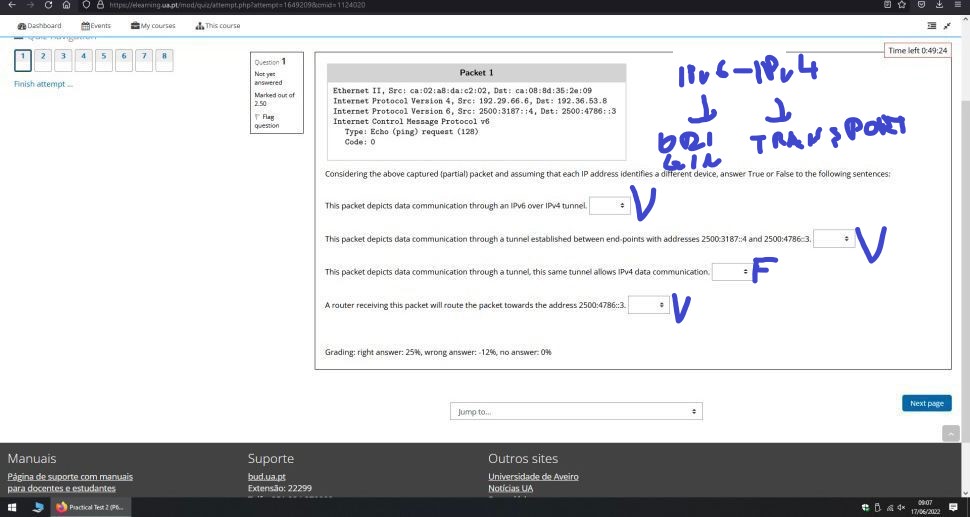 https://elearning.ua.pt/mod/quiz/attempt.php?attempt=1649209&cmid=1124020
Dashboard Events My courses This course
Quiz navigation
1 2 3 4 5 6 7 8
Finish attempt ...
Time left 0:49:24
Question 1
Not yet
answered
Marked out of
2.50
Flag
question
Packet 1
Ethernet II, Src: ca:02:a8:da:c2:02, Dst: ca:08:8d:35:2e:09
Internet Protocol Version 4, Src: 192.29.66.6, Dst: 192.36.53.8
Internet Protocol Version 6, Src: 2500:3187::4, Dst: 2500:4786::3
Internet Control Message Protocol v6
Type: Echo (ping) request (128)
Code: 0
IPv6-IPv4
TRANSPORT
Considering the above captured (partial) packet and assuming that each IP address identifies a different device, answer True or False to the following sentences:
This packet depicts data communication through an IPv6 over IPv4 tunnel. V
This packet depicts data communication through a tunnel established between end-points with addresses 2500:3187::4 and 2500:4786::3. V
This packet depicts data communication through a tunnel, this same tunnel allows IPv4 data communication. F
A router receiving this packet will route the packet towards the address 2500:4786::3. V
Grading: right answer: 25%, wrong answer: -12%, no answer: 0%
Next page
Jump to...
Manuais
Página de suporte com manuais
para docentes e estudantes
Suporte
bud.ua.pt
Extensão: 22299
Outros sites
Universidade de Aveiro
Notícias UA
Practical Test 2 (P6...
09:07
17/06/2022